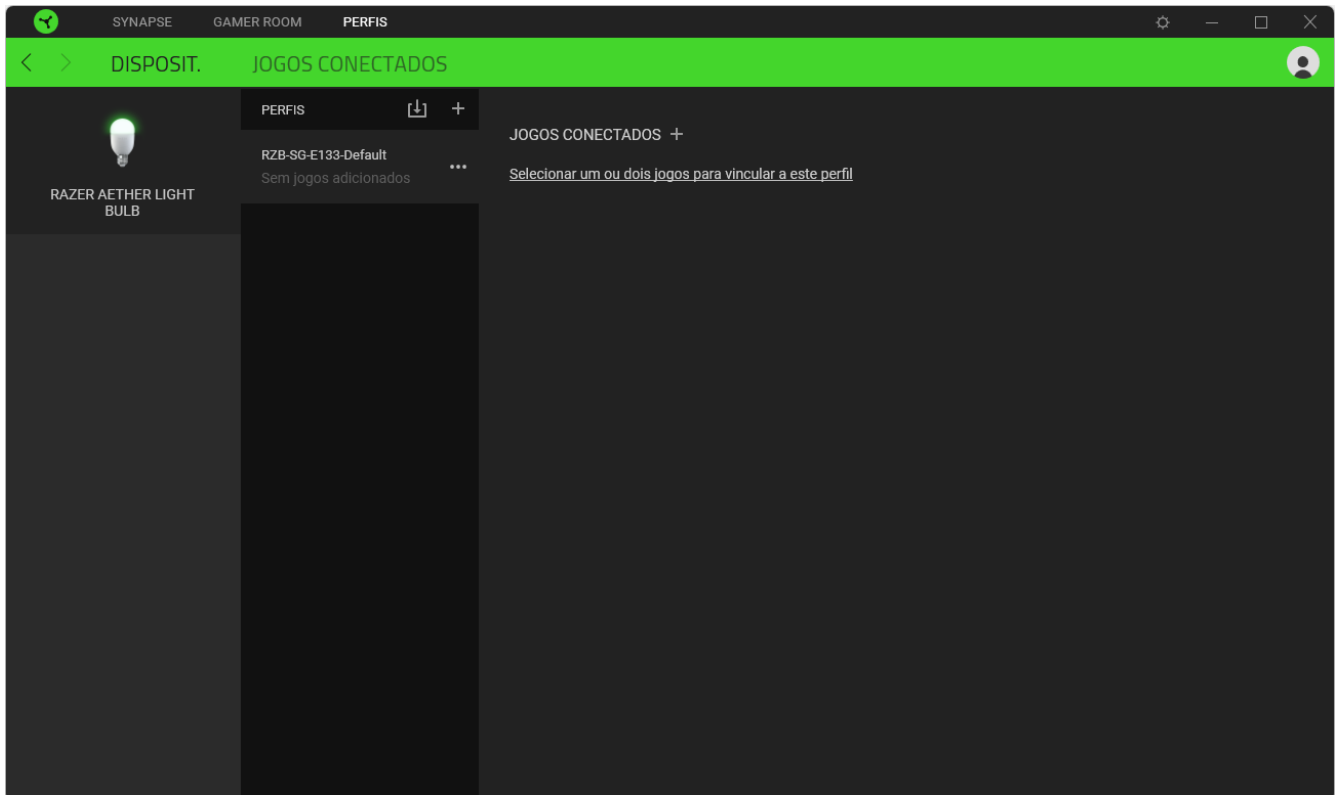 SYNAPSE GAMER ROOM PERFIS
DISPOSIT. JOGOS CONECTADOS
RAZER AETHER LIGHT
BULB
PERFIS
RZB-SG-E133-Default
Sem jogos adicionados
JOGOS CONECTADOS +
Selecionar um ou dois jogos para vincular a este perfil